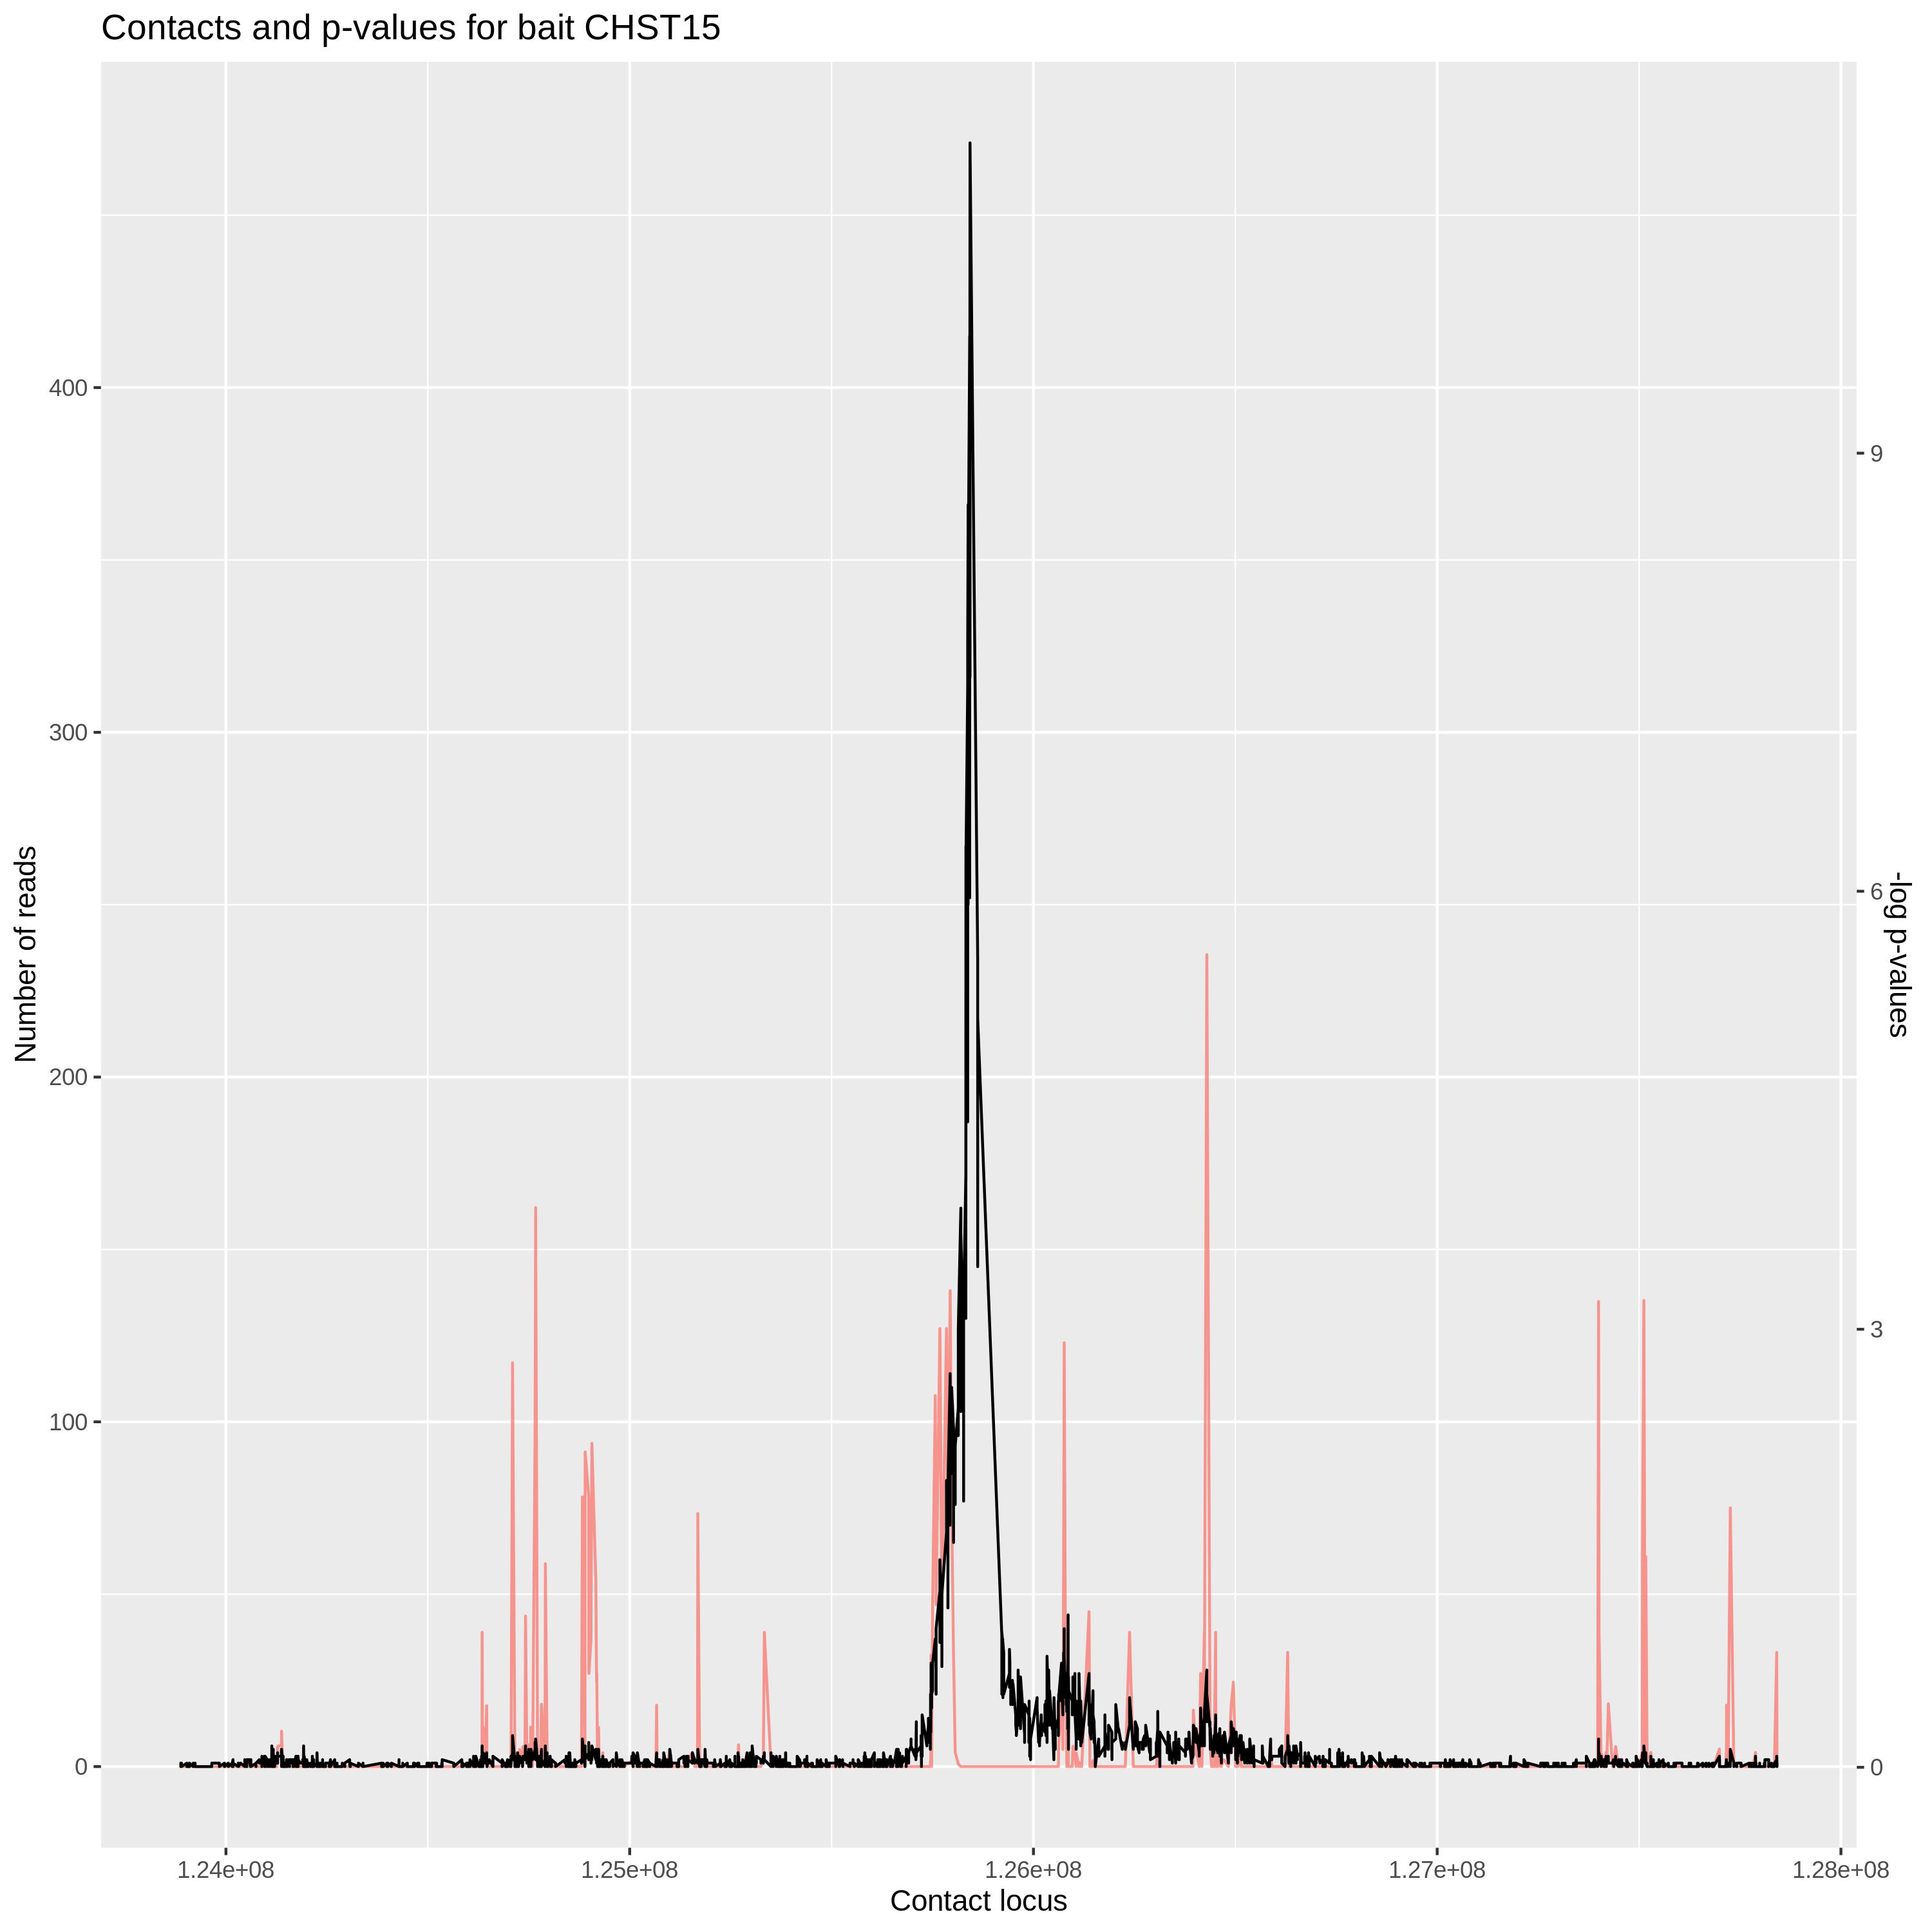 Contacts and p-values for bait CHST15
400
300
200
100
0
Number of reads
9
6
3
0
-log p-values
1.24e+08
1.25e+08
1.26e+08
1.27e+08
1.28e+08
Contact locus